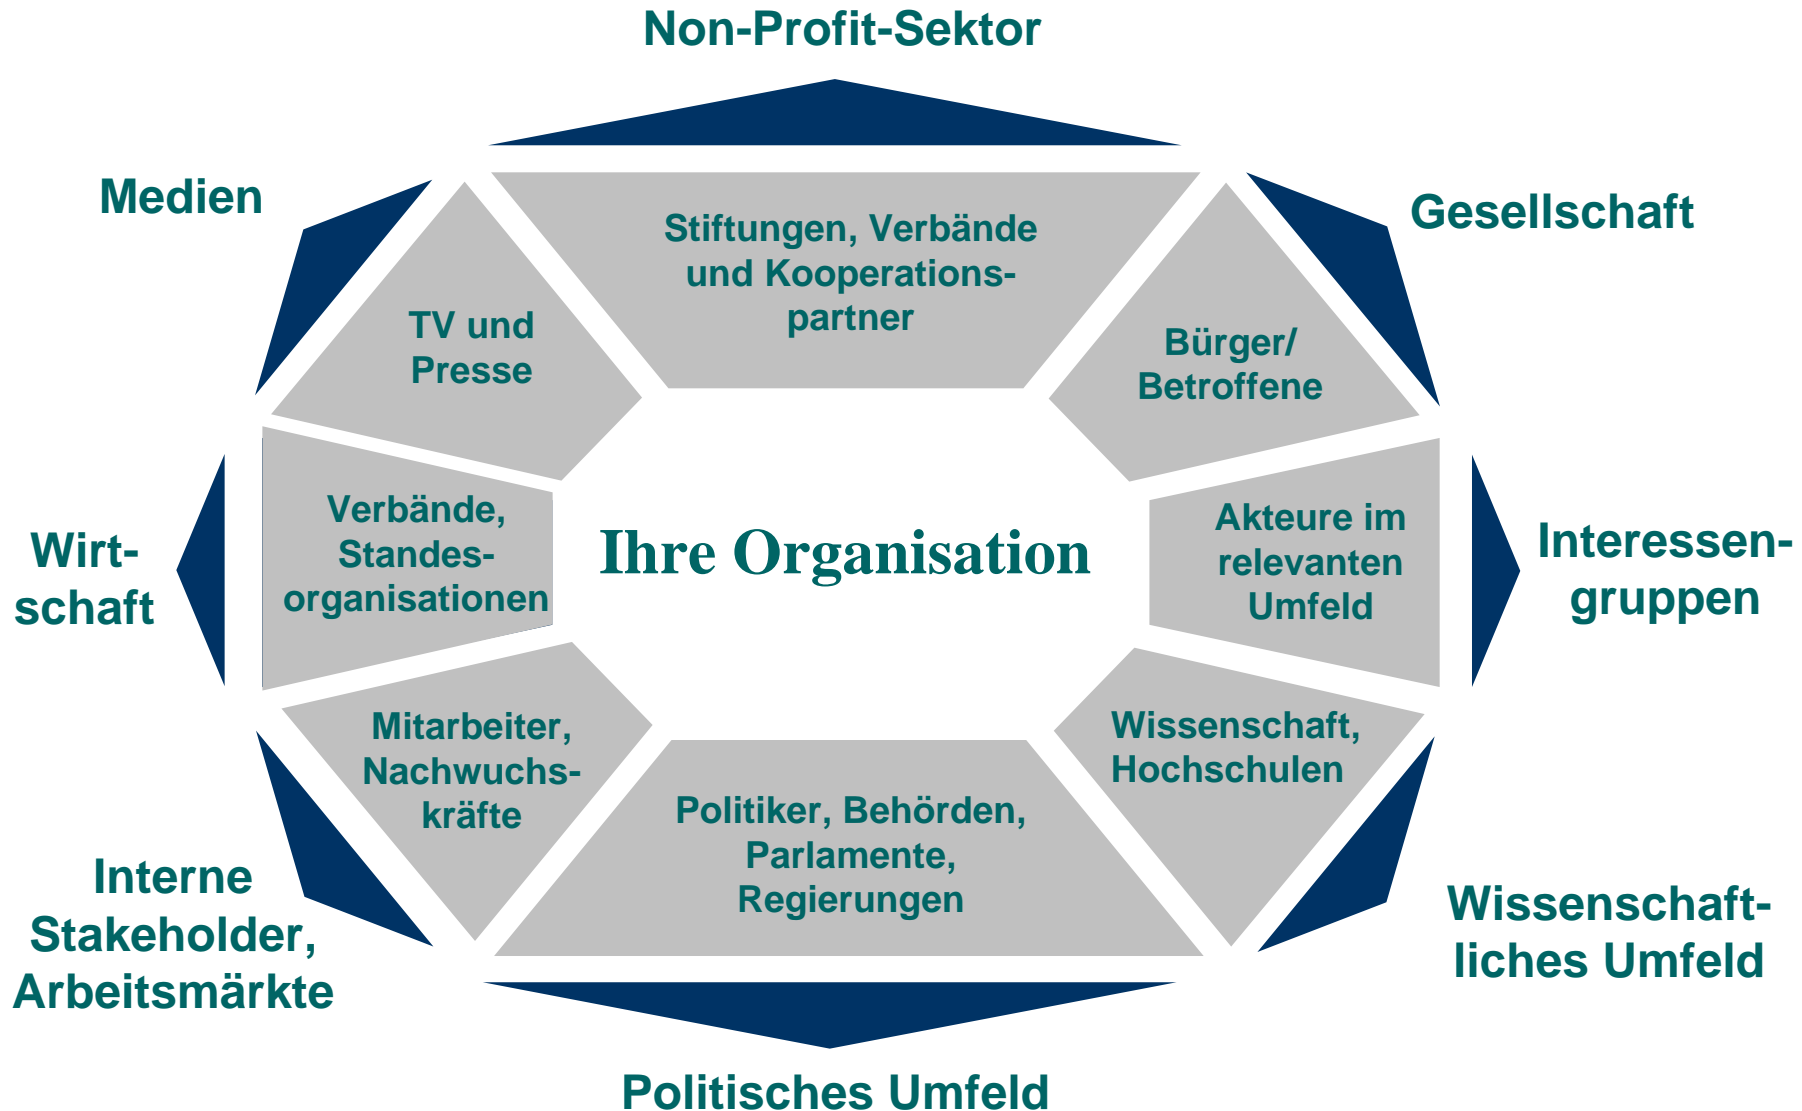 Non-Profit-Sektor
Medien
Gesellschaft
Stiftungen, Verbände
und Kooperations-
partner
TV und
Presse
Bürger/
Betroffene
Verbände,
Standes-
organisationen
Ihre Organisation
Akteure im
relevanten
Umfeld
Wirt-
schaft
Interessen-
gruppen
Mitarbeiter,
Nachwuchs-
kräfte
Wissenschaft,
Hochschulen
Politiker, Behörden,
Parlamente,
Regierungen
Interne
Stakeholder,
Arbeitsmärkte
Wissenschaft-
liches Umfeld
Politisches Umfeld